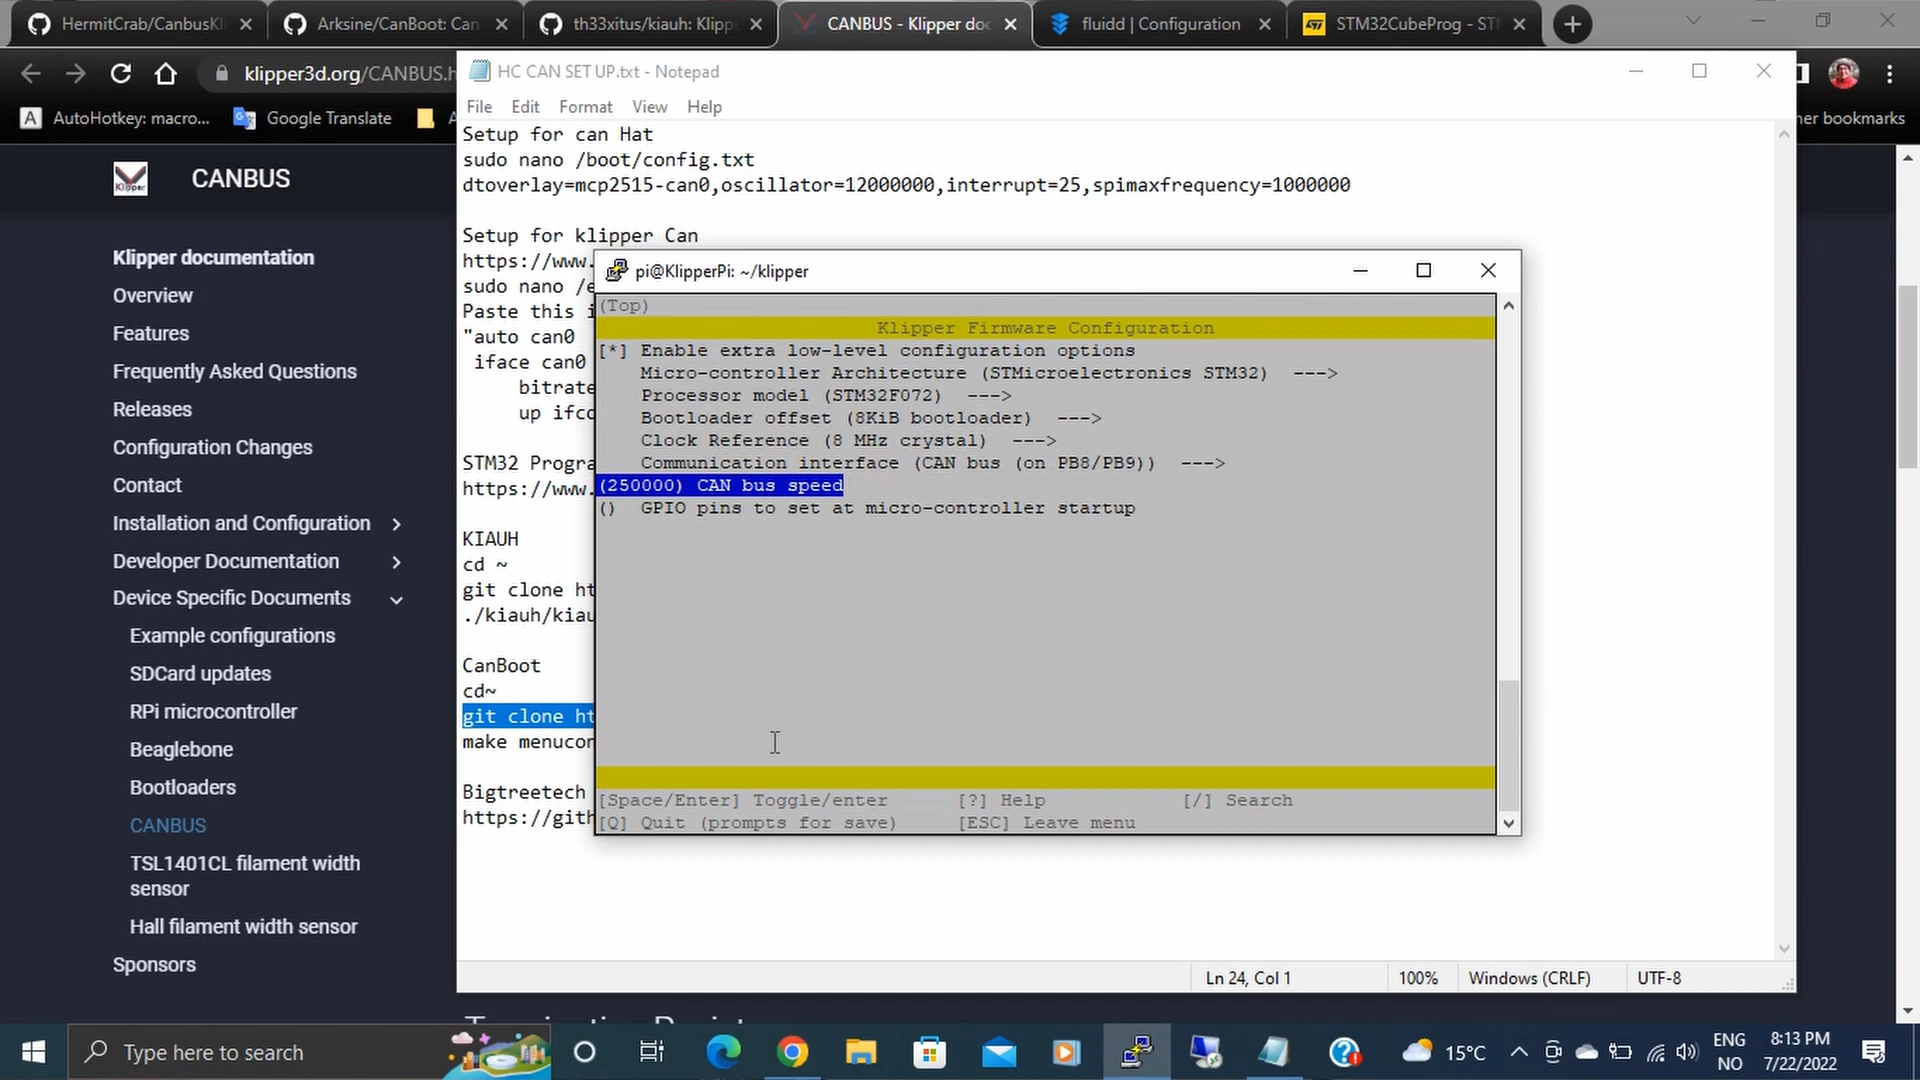 HermitCrab/CanbusKli
Arksine/CanBoot: Can
th33xitus/kiauh: Klipp
CANBUS - Klipper doc
fluidd | Configuration
STM32CubeProg - STM
klipper3d.org/CANBUS.h
AutoHotkey: macro...
Google Translate
her bookmarks
HC CAN SET UP.txt - Notepad
File Edit Format View Help
Setup for can Hat
sudo nano /boot/config.txt
dtoverlay=mcp2515-can0,oscillator=12000000,interrupt=25,spimaxfrequency=1000000
Setup for klipper Can
https://www.
sudo nano /e
Paste this i
"auto can0
iface can0
bitrate
up ifco
STM32 Progra
https://www.
KIAUH
cd ~
git clone ht
./kiauh/kiau
CanBoot
cd~
git clone ht
make menucon
Bigtreetech
https://gith
Ln 24, Col 1
100%
Windows (CRLF)
UTF-8
pi@KlipperPi: ~/klipper
(Top)
Klipper Firmware Configuration
[*] Enable extra low-level configuration options
Micro-controller Architecture (STMicroelectronics STM32) --->
Processor model (STM32F072) --->
Bootloader offset (8KiB bootloader) --->
Clock Reference (8 MHz crystal) --->
Communication interface (CAN bus (on PB8/PB9)) --->
(250000) CAN bus speed
() GPIO pins to set at micro-controller startup
[Space/Enter] Toggle/enter [?] Help [/] Search
[Q] Quit (prompts for save) [ESC] Leave menu
Klipper
CANBUS
Klipper documentation
Overview
Features
Frequently Asked Questions
Releases
Configuration Changes
Contact
Installation and Configuration
Developer Documentation
Device Specific Documents
Example configurations
SDCard updates
RPi microcontroller
Beaglebone
Bootloaders
CANBUS
TSL1401CL filament width
sensor
Hall filament width sensor
Sponsors
Type here to search
15°C
ENG
NO
8:13 PM
7/22/2022